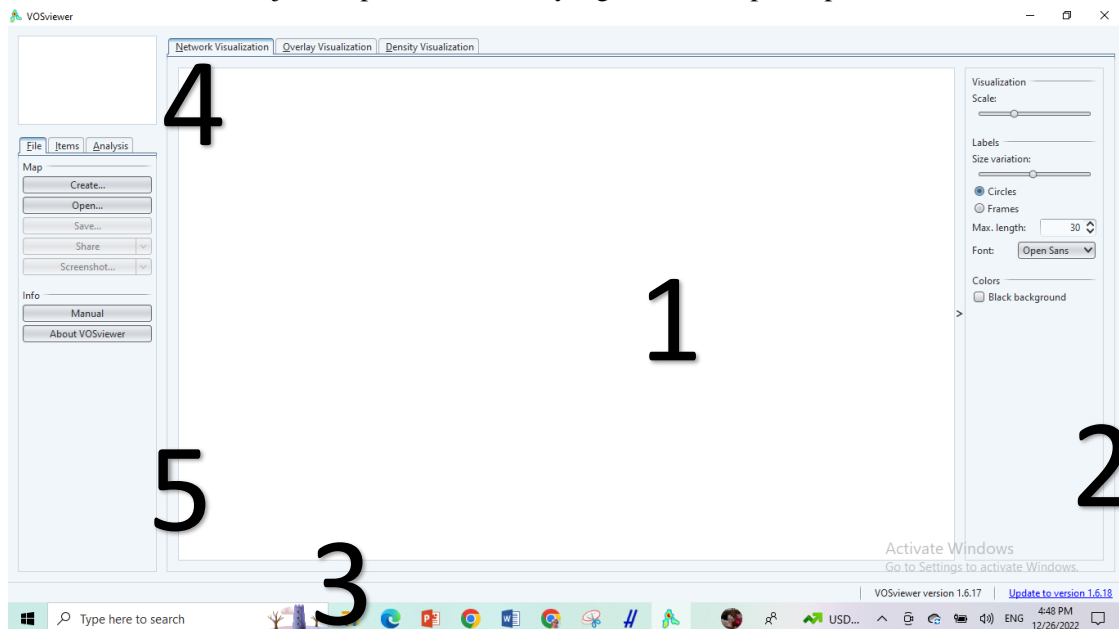 VOSviewer
Network Visualization Overlay Visualization Density Visualization
4
File Items Analysis
Map
Create...
Open...
Save...
Share
Screenshot...
Info
Manual
About VOSviewer
5
1
>
Visualization
Scale:
Labels
Size variation:
Circles
Frames
Max. length: 30
Font: Open Sans
Colors
Black background
2
Activate Windows
Go to Settings to activate Windows.
VOSviewer version 1.6.17 Update to version 1.6.18
3
Type here to search
USD...
ENG
4:48 PM
12/26/2022